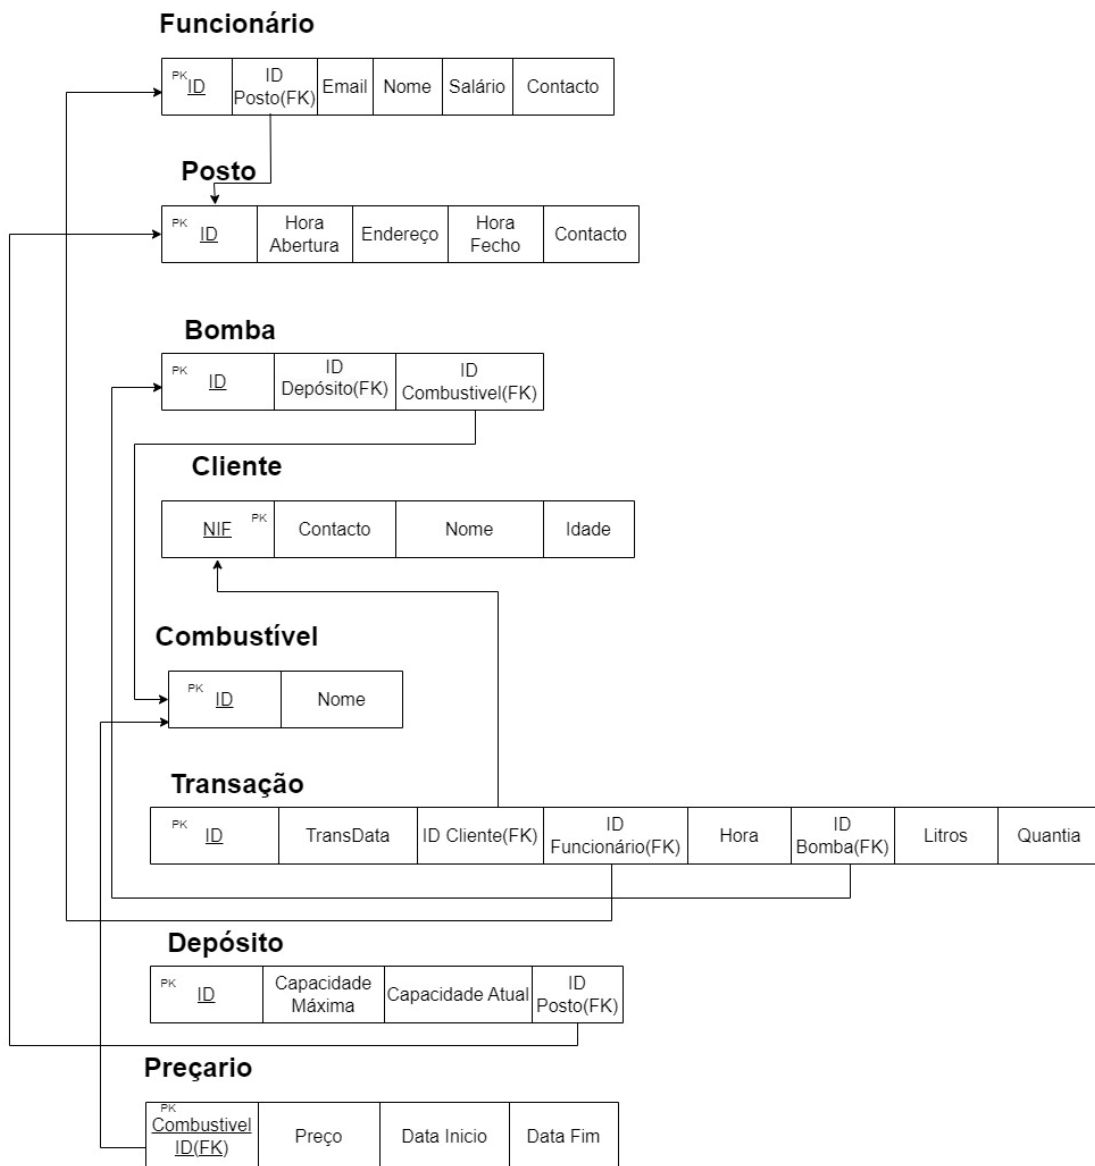 Funcionário
PK ID
ID
Posto(FK)
Email
Nome
Salário
Contacto
Posto
PK ID
Hora
Abertura
Endereço
Hora
Fecho
Contacto
Bomba
PK ID
ID
Depósito(FK)
ID
Combustivel(FK)
Cliente
NIF PK
Contacto
Nome
Idade
Combustível
PK ID
Nome
Transação
PK ID
TransData
ID Cliente(FK)
ID
Funcionário(FK)
Hora
ID
Bomba(FK)
Litros
Quantia
Depósito
PK ID
Capacidade
Máxima
Capacidade Atual
ID
Posto(FK)
Preçario
PK
Combustivel
ID(FK)
Preço
Data Inicio
Data Fim